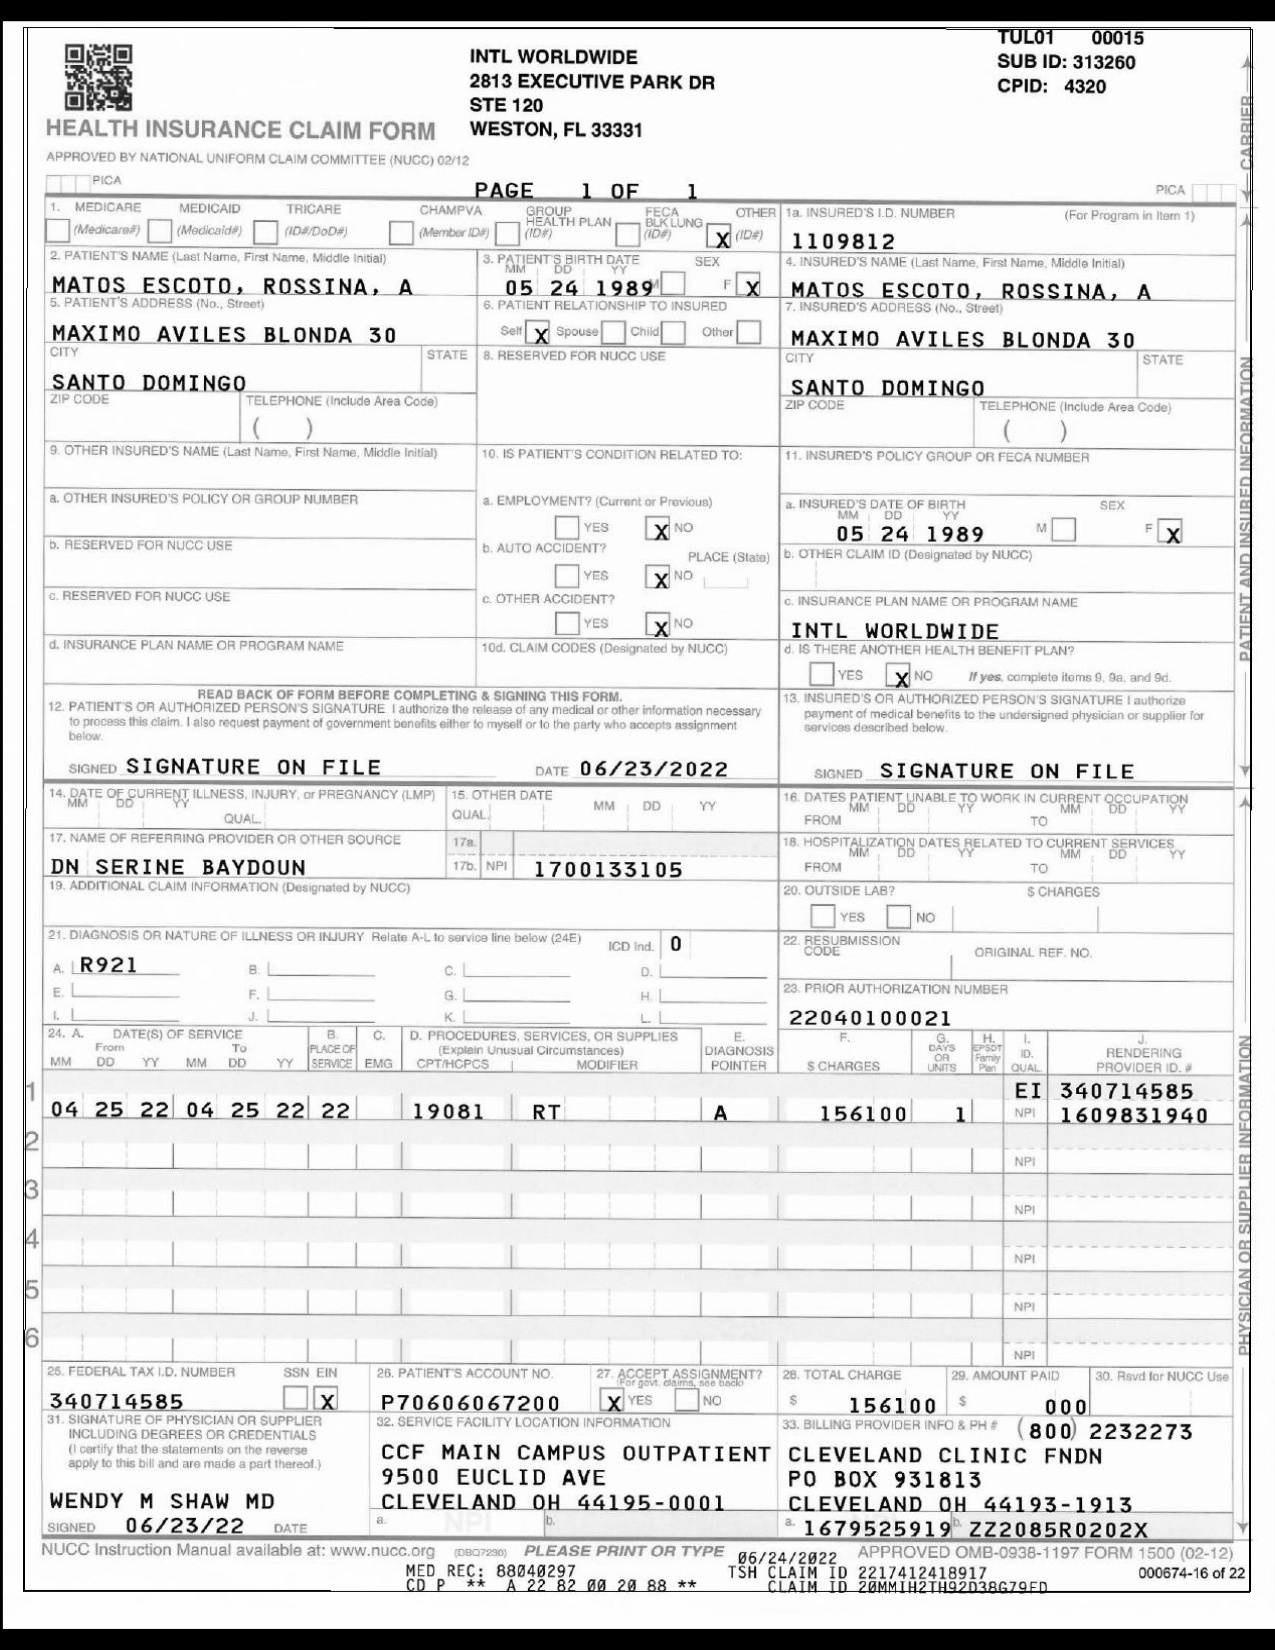 TUL01 00015
SUB ID: 313260
CPID: 4320
INTL WORLDWIDE
2813 EXECUTIVE PARK DR
STE 120
WESTON, FL 33331
HEALTH INSURANCE CLAIM FORM
APPROVED BY NATIONAL UNIFORM CLAIM COMMITTEE (NUCC) 02/12
PICA
PAGE 1 OF 1
PICA
CARRIER
1. MEDICARE MEDICAID TRICARE CHAMPVA GROUP HEALTH PLAN FECA BLK LUNG OTHER
(Medicare#) (Medicaid#) (ID#/DoD#) (Member ID#) (ID#) (ID#) X (ID#)
1a. INSURED'S I.D. NUMBER (For Program in Item 1)
1109812
2. PATIENT'S NAME (Last Name, First Name, Middle Initial)
MATOS ESCOTO, ROSSINA, A
3. PATIENT'S BIRTH DATE SEX
MM DD YY
05 24 1989 M F X
4. INSURED'S NAME (Last Name, First Name, Middle Initial)
MATOS ESCOTO, ROSSINA, A
5. PATIENT'S ADDRESS (No., Street)
MAXIMO AVILES BLONDA 30
6. PATIENT RELATIONSHIP TO INSURED
Self X Spouse Child Other
7. INSURED'S ADDRESS (No., Street)
MAXIMO AVILES BLONDA 30
CITY STATE
SANTO DOMINGO
8. RESERVED FOR NUCC USE
CITY STATE
SANTO DOMINGO
ZIP CODE TELEPHONE (Include Area Code)
( )
ZIP CODE TELEPHONE (Include Area Code)
( )
9. OTHER INSURED'S NAME (Last Name, First Name, Middle Initial)
10. IS PATIENT'S CONDITION RELATED TO:
11. INSURED'S POLICY GROUP OR FECA NUMBER
a. OTHER INSURED'S POLICY OR GROUP NUMBER
a. EMPLOYMENT? (Current or Previous)
YES X NO
a. INSURED'S DATE OF BIRTH SEX
MM DD YY
05 24 1989 M F X
b. RESERVED FOR NUCC USE
b. AUTO ACCIDENT? PLACE (State)
YES X NO
b. OTHER CLAIM ID (Designated by NUCC)
c. RESERVED FOR NUCC USE
c. OTHER ACCIDENT?
YES X NO
c. INSURANCE PLAN NAME OR PROGRAM NAME
INTL WORLDWIDE
d. INSURANCE PLAN NAME OR PROGRAM NAME
10d. CLAIM CODES (Designated by NUCC)
d. IS THERE ANOTHER HEALTH BENEFIT PLAN?
YES X NO If yes, complete items 9, 9a, and 9d.
READ BACK OF FORM BEFORE COMPLETING & SIGNING THIS FORM.
12. PATIENT'S OR AUTHORIZED PERSON'S SIGNATURE I authorize the release of any medical or other information necessary
to process this claim. I also request payment of government benefits either to myself or to the party who accepts assignment
below.
SIGNED SIGNATURE ON FILE DATE 06/23/2022
13. INSURED'S OR AUTHORIZED PERSON'S SIGNATURE I authorize
payment of medical benefits to the undersigned physician or supplier for
services described below.
SIGNED SIGNATURE ON FILE
PATIENT AND INSURED INFORMATION
14. DATE OF CURRENT ILLNESS, INJURY, or PREGNANCY (LMP)
MM DD YY
QUAL.
15. OTHER DATE
QUAL. MM DD YY
16. DATES PATIENT UNABLE TO WORK IN CURRENT OCCUPATION
MM DD YY MM DD YY
FROM TO
17. NAME OF REFERRING PROVIDER OR OTHER SOURCE
DN SERINE BAYDOUN
17a.
17b. NPI 1700133105
18. HOSPITALIZATION DATES RELATED TO CURRENT SERVICES
MM DD YY MM DD YY
FROM TO
19. ADDITIONAL CLAIM INFORMATION (Designated by NUCC)
20. OUTSIDE LAB? $ CHARGES
YES NO
21. DIAGNOSIS OR NATURE OF ILLNESS OR INJURY Relate A-L to service line below (24E) ICD Ind. 0
A. R921 B. C. D.
E. F. G. H.
I. J. K. L.
22. RESUBMISSION CODE ORIGINAL REF. NO.
23. PRIOR AUTHORIZATION NUMBER
22040100021
24. A. DATE(S) OF SERVICE B. C. D. PROCEDURES, SERVICES, OR SUPPLIES E. F. G. H. I. J.
From To PLACE OF (Explain Unusual Circumstances) DIAGNOSIS DAYS OR UNITS EPSDT Family Plan ID. RENDERING
MM DD YY MM DD YY SERVICE EMG CPT/HCPCS MODIFIER POINTER $ CHARGES QUAL. PROVIDER ID. #
1 EI 340714585
04 25 22 04 25 22 22 19081 RT A 156100 1 NPI 1609831940
2 NPI
3 NPI
4 NPI
5 NPI
6 NPI
PHYSICIAN OR SUPPLIER INFORMATION
25. FEDERAL TAX I.D. NUMBER SSN EIN
340714585 X
26. PATIENT'S ACCOUNT NO.
P70606067200
27. ACCEPT ASSIGNMENT?
(For govt. claims, see back)
X YES NO
28. TOTAL CHARGE
$ 156100
29. AMOUNT PAID
$ 000
30. Rsvd for NUCC Use
31. SIGNATURE OF PHYSICIAN OR SUPPLIER
INCLUDING DEGREES OR CREDENTIALS
(I certify that the statements on the reverse
apply to this bill and are made a part thereof.)
WENDY M SHAW MD
SIGNED 06/23/22 DATE
32. SERVICE FACILITY LOCATION INFORMATION
CCF MAIN CAMPUS OUTPATIENT
9500 EUCLID AVE
CLEVELAND OH 44195-0001
a. NPI b.
33. BILLING PROVIDER INFO & PH # (800) 2232273
CLEVELAND CLINIC FNDN
PO BOX 931813
CLEVELAND OH 44193-1913
a. 1679525919 b. ZZ2085R0202X
NUCC Instruction Manual available at: www.nucc.org (DBQ7290) PLEASE PRINT OR TYPE 06/24/2022 APPROVED OMB-0938-1197 FORM 1500 (02-12)
MED REC: 88040297 TSH CLAIM ID 2217412418917 000674-16 of 22
CD P ** A 22 82 00 20 88 ** CLAIM ID 20MMIH2TH92D38G79FD